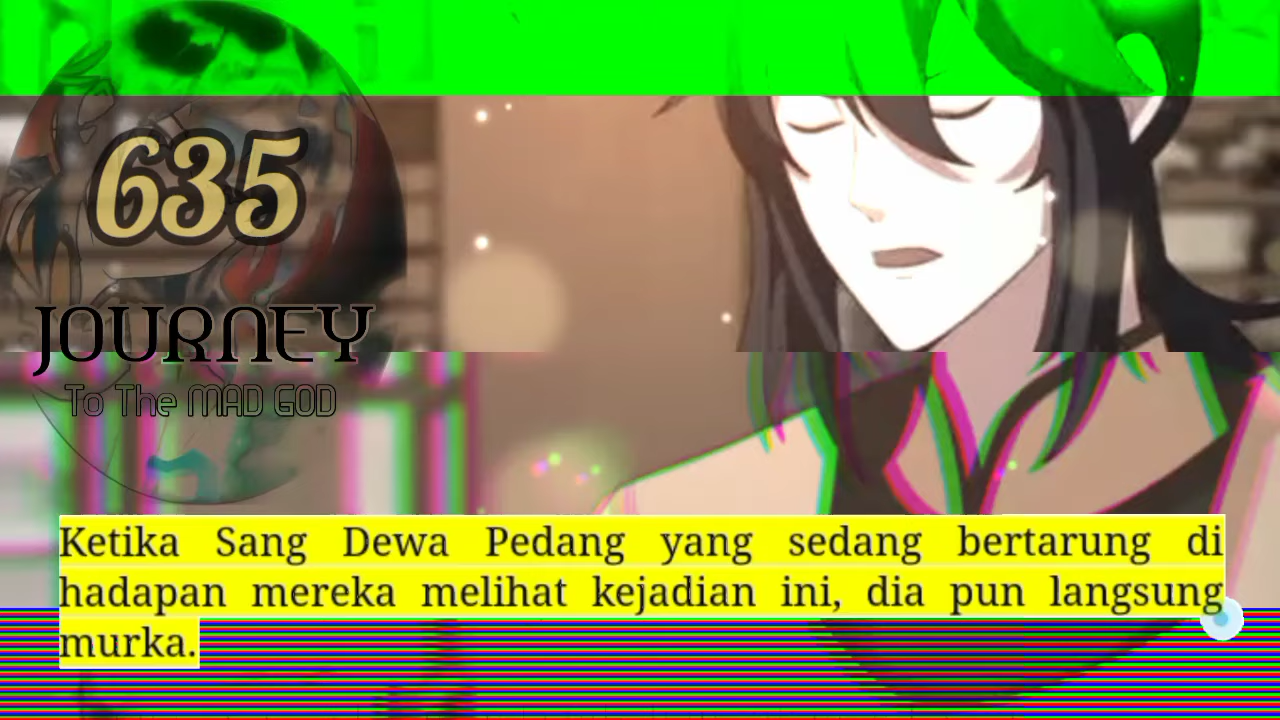 635
JOURNEY
To The MAD GOD
Ketika Sang Dewa Pedang yang sedang bertarung di
hadapan mereka melihat kejadian ini, dia pun langsung
murka.